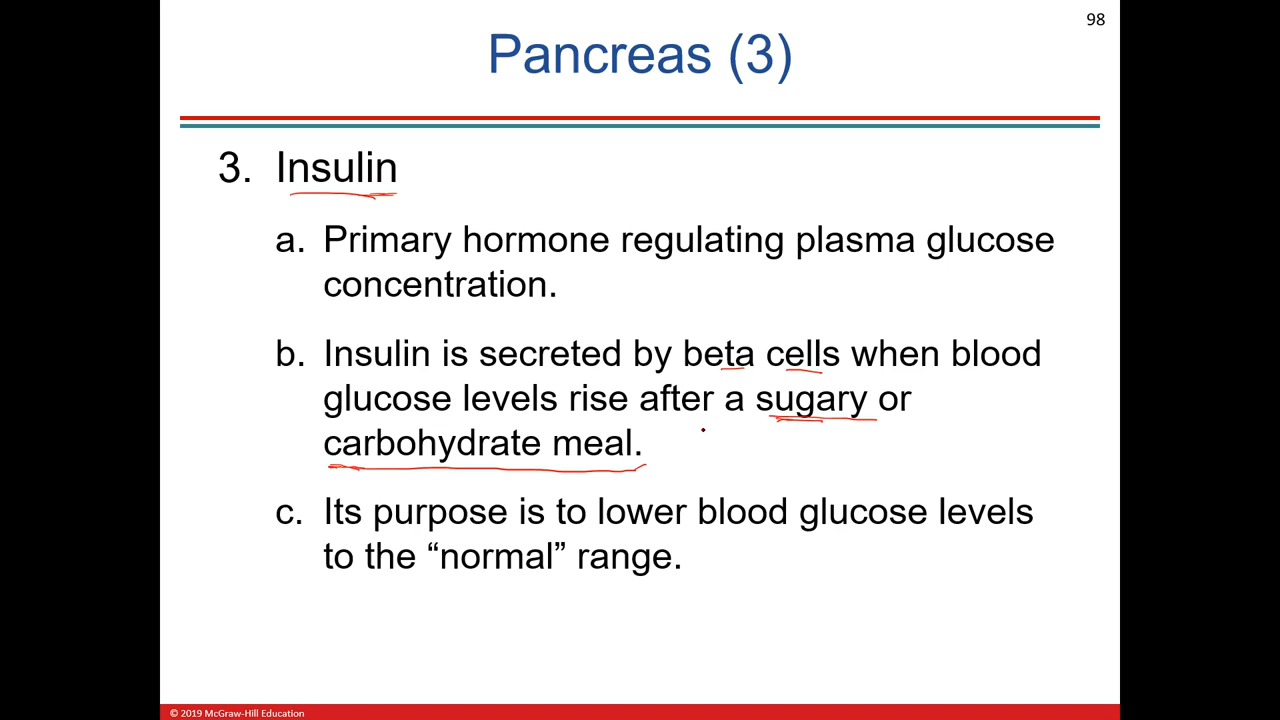 98
Pancreas (3)
3. Insulin
a. Primary hormone regulating plasma glucose
concentration.
b. Insulin is secreted by beta cells when blood
glucose levels rise after a sugary or
carbohydrate meal.
c. Its purpose is to lower blood glucose levels
to the “normal” range.
© 2019 McGraw-Hill Education